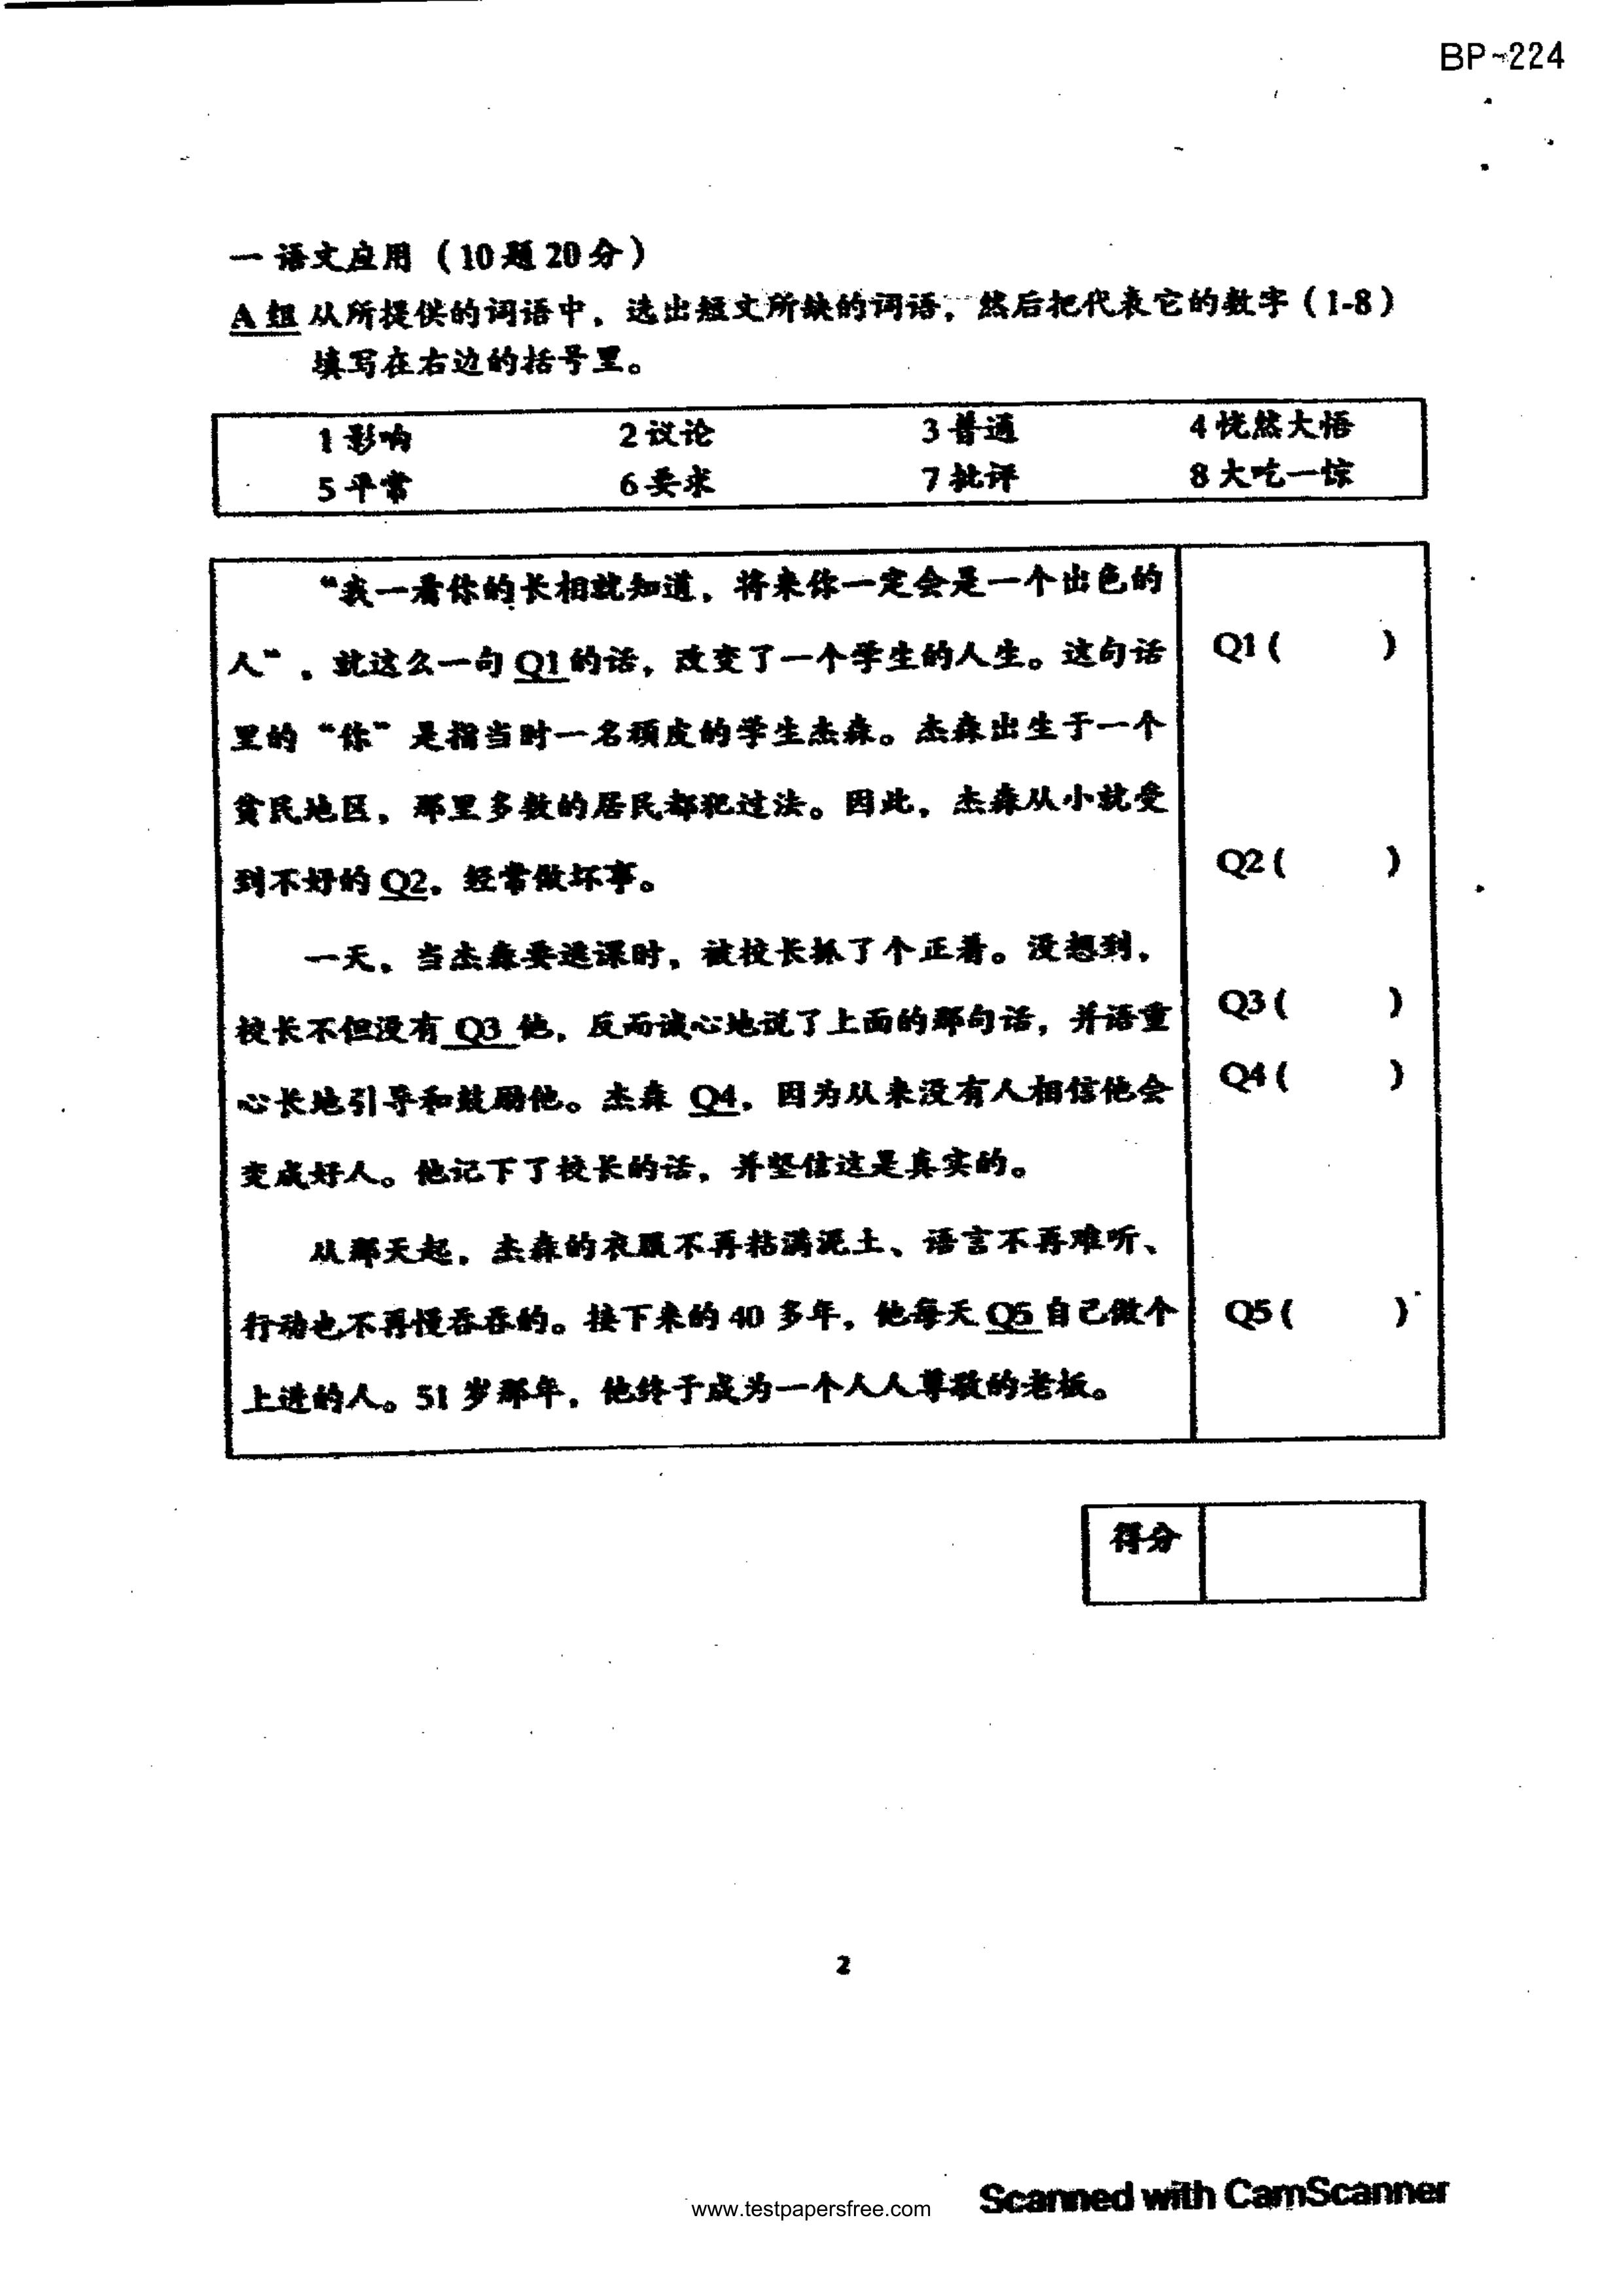 BP-224
一 语文应用（10题20分）
A组 从所提供的词语中，选出短文所缺的词语，然后把代表它的数字（1-8）
填写在右边的括号里。
1 影响 2 议论 3 普通 4 恍然大悟
5 平常 6 要求 7 批评 8 大吃一惊
“我一看你的长相就知道，将来你一定会是一个出色的
人”。就这么一句 Q1 的话，改变了一个学生的人生。这句话
Q1 ( )
里的“你”是指当时一名顽皮的学生杰森。杰森出生于一个
贫民地区，那里多数的居民都犯过法。因此，杰森从小就受
到不好的 Q2，经常做坏事。
Q2 ( )
一天，当杰森要逃课时，被校长抓了个正着。没想到，
校长不但没有 Q3 他，反而诚心地说了上面的那句话，并语重
Q3 ( )
心长地引导和鼓励他。杰森 Q4，因为从来没有人相信他会
Q4 ( )
变成好人。他记下了校长的话，并坚信这是真实的。
从那天起，杰森的衣服不再粘满泥土、语言不再难听、
行动也不再慢吞吞的。接下来的 40 多年，他每天 Q5 自己做个
Q5 ( )
上进的人。51 岁那年，他终于成为一个人人尊敬的老板。
得分
2
www.testpapersfree.com
Scanned with CamScanner